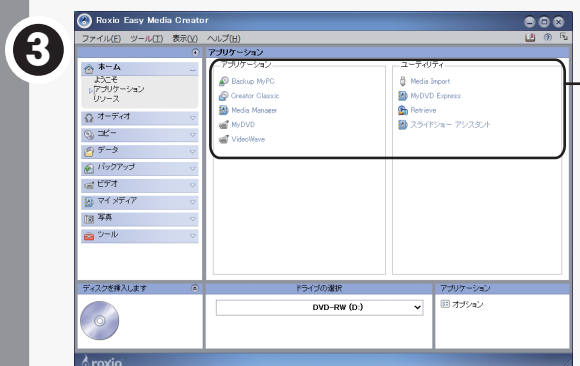 3
Roxio Easy Media Creator
ファイル(F) ツール(T) 表示(V) ヘルプ(H)
アプリケーション
ホーム
ようこそ
アプリケーション
リソース
オーディオ
コピー
データ
バックアップ
ビデオ
マイ メディア
写真
ツール
アプリケーション
Backup MyPC
Creator Classic
Media Manager
MyDVD
VideoWave
ユーティリティ
Media Import
MyDVD Express
Retrieve
スライドショー アシスタント
ディスクを挿入します
ドライブの選択
DVD-RW (D:)
アプリケーション
オプション
roxio